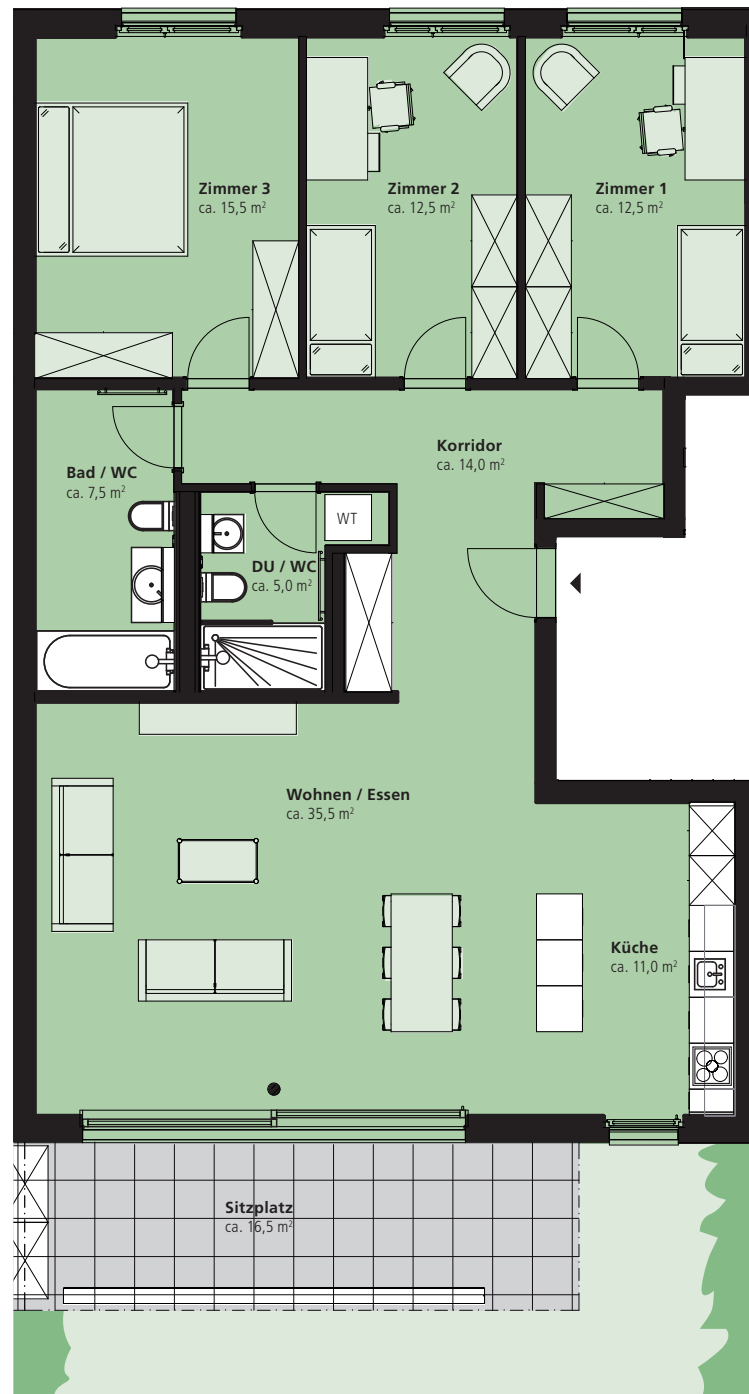 Zimmer 3
ca. 15,5 m²
Zimmer 2
ca. 12,5 m²
Zimmer 1
ca. 12,5 m²
Korridor
ca. 14,0 m²
Bad / WC
ca. 7,5 m²
WT
DU / WC
ca. 5,0 m²
Wohnen / Essen
ca. 35,5 m²
Küche
ca. 11,0 m²
Sitzplatz
ca. 16,5 m²